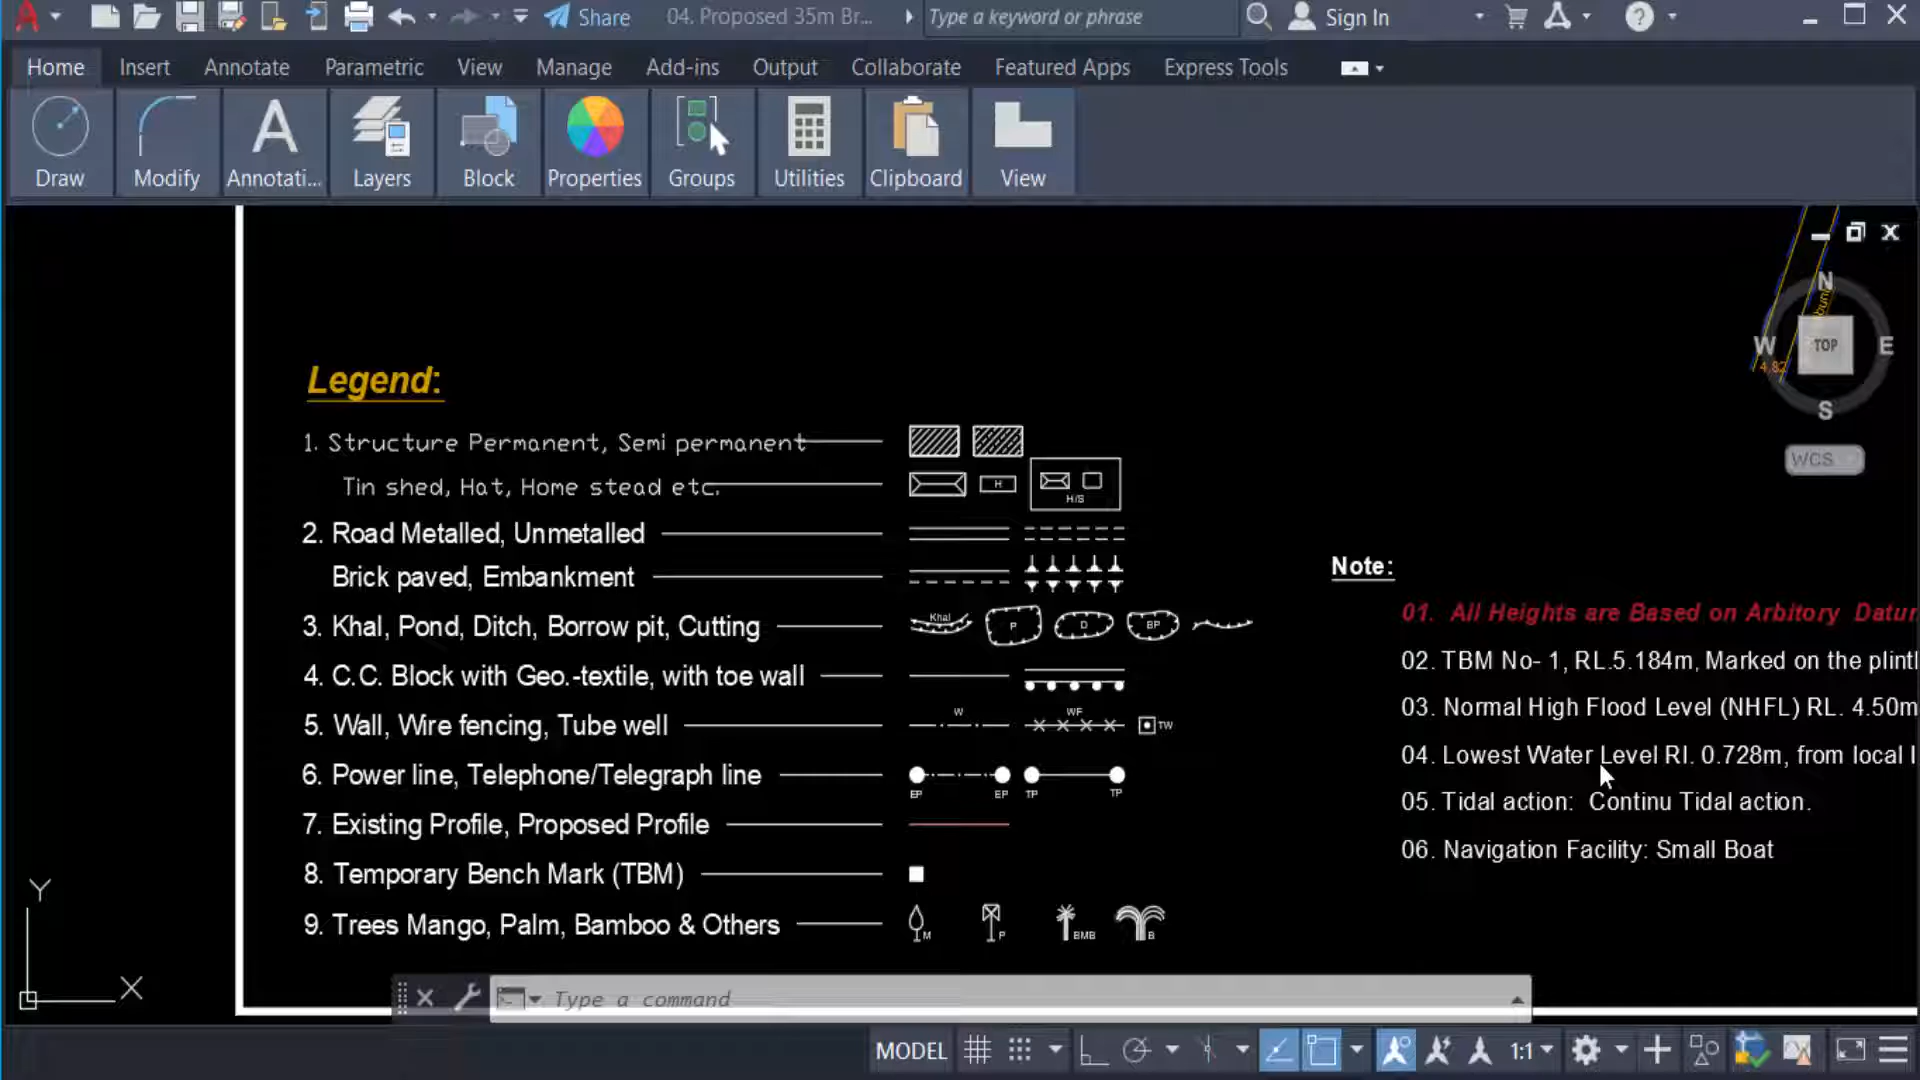 Share
04. Proposed 35m Br...
Type a keyword or phrase
Sign In
Home Insert Annotate Parametric View Manage Add-ins Output Collaborate Featured Apps Express Tools
Draw Modify Annotati... Layers Block Properties Groups Utilities Clipboard View
N
W TOP E
4.82
S
WCS
Legend:
1. Structure Permanent, Semi permanent
Tin shed, Hat, Home stead etc.
H
H/S
2. Road Metalled, Unmetalled
Brick paved, Embankment
3. Khal, Pond, Ditch, Borrow pit, Cutting
Khal P D BP
4. C.C. Block with Geo.-textile, with toe wall
5. Wall, Wire fencing, Tube well
W WF TW
6. Power line, Telephone/Telegraph line
EP EP TP TP
7. Existing Profile, Proposed Profile
8. Temporary Bench Mark (TBM)
9. Trees Mango, Palm, Bamboo & Others
M P BMB B
Note:
01. All Heights are Based on Arbitory Datur
02. TBM No- 1, RL.5.184m, Marked on the plint
03. Normal High Flood Level (NHFL) RL. 4.50m
04. Lowest Water Level Rl. 0.728m, from local
05. Tidal action: Continu Tidal action.
06. Navigation Facility: Small Boat
Y
X
Type a command
MODEL
1:1